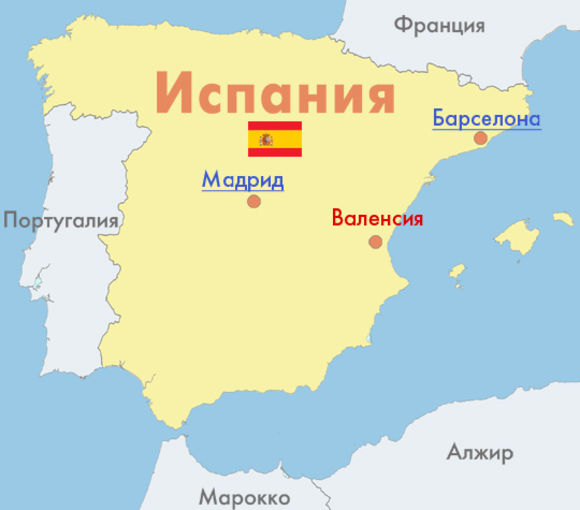 Франция
Испания
Барселона
Мадрид
Португалия
Валенсия
Алжир
Марокко